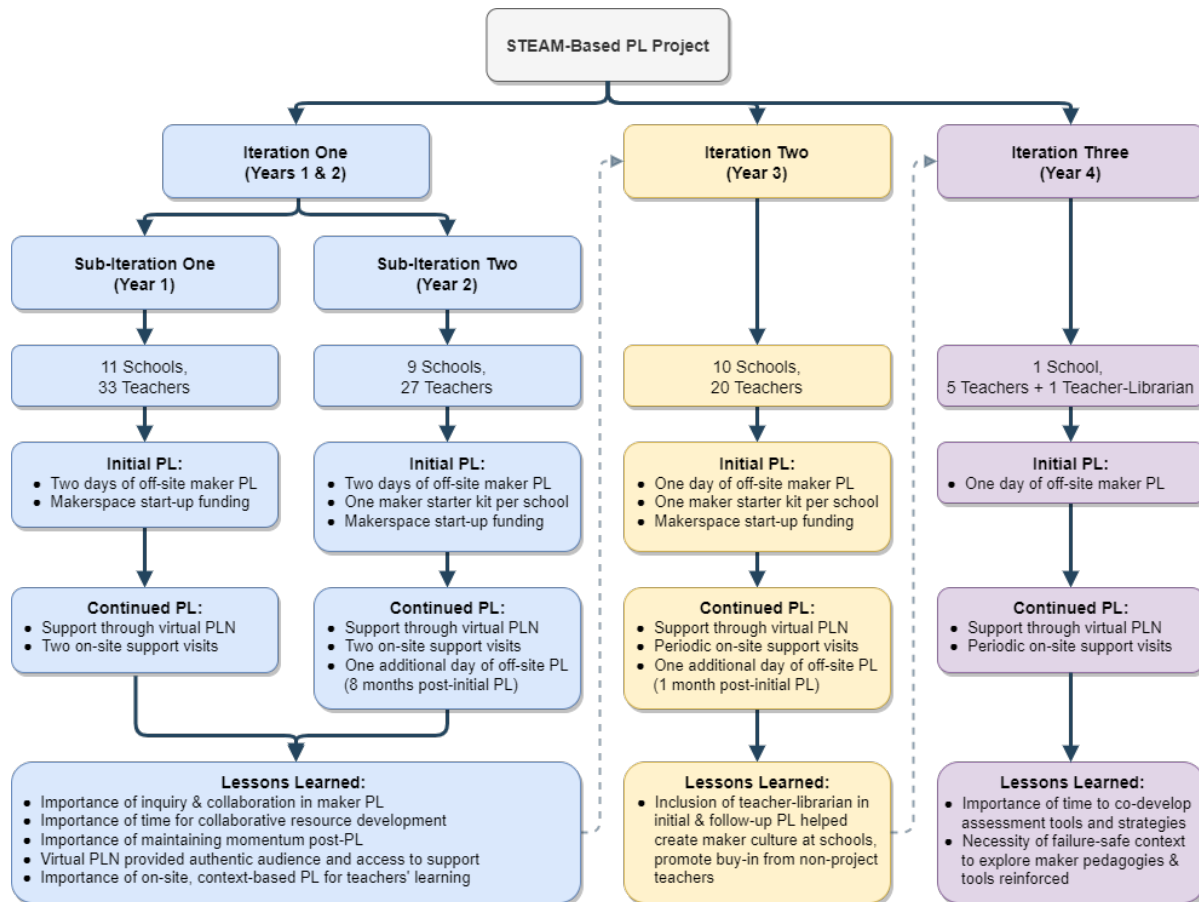 STEAM-Based PL Project
Iteration One
(Years 1 & 2)
Iteration Two
(Year 3)
Iteration Three
(Year 4)
Sub-Iteration One
(Year 1)
Sub-Iteration Two
(Year 2)
11 Schools,
33 Teachers
9 Schools,
27 Teachers
10 Schools,
20 Teachers
1 School,
5 Teachers + 1 Teacher-Librarian
Initial PL:
● Two days of off-site maker PL
● Makerspace start-up funding
Initial PL:
● Two days of off-site maker PL
● One maker starter kit per school
● Makerspace start-up funding
Initial PL:
● One day of off-site maker PL
● One maker starter kit per school
● Makerspace start-up funding
Initial PL:
● One day of off-site maker PL
Continued PL:
● Support through virtual PLN
● Two on-site support visits
Continued PL:
● Support through virtual PLN
● Two on-site support visits
● One additional day of off-site PL
(8 months post-initial PL)
Continued PL:
● Support through virtual PLN
● Periodic on-site support visits
● One additional day of off-site PL
(1 month post-initial PL)
Continued PL:
● Support through virtual PLN
● Periodic on-site support visits
Lessons Learned:
● Importance of inquiry & collaboration in maker PL
● Importance of time for collaborative resource development
● Importance of maintaining momentum post-PL
● Virtual PLN provided authentic audience and access to support
● Importance of on-site, context-based PL for teachers' learning
Lessons Learned:
● Inclusion of teacher-librarian in
initial & follow-up PL helped
create maker culture at schools,
promote buy-in from non-project
teachers
Lessons Learned:
● Importance of time to co-develop
assessment tools and strategies
● Necessity of failure-safe context
to explore maker pedagogies &
tools reinforced